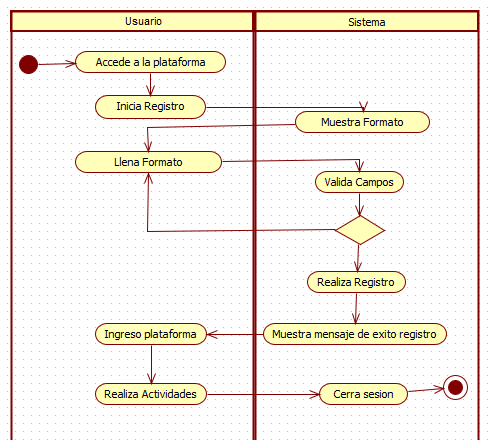 Usuario
Sistema
Accede a la plataforma
Inicia Registro
Muestra Formato
Llena Formato
Valida Campos
Realiza Registro
Muestra mensaje de exito registro
Ingreso plataforma
Realiza Actividades
Cerra sesion